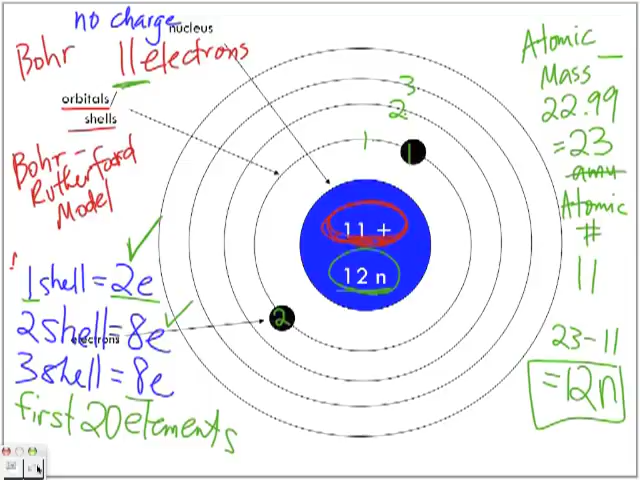 no charge
nucleus
Bohr
11 electrons
orbitals/
shells
Bohr-
Rutherford
Model
1 shell = 2e
2 shell = 8e
electrons
3 shell = 8e
first 20 elements
3
2
1
1
11 +
12 n
2
Atomic
Mass
22.99
= 23
amu
Atomic
#
11
23-11
=12n